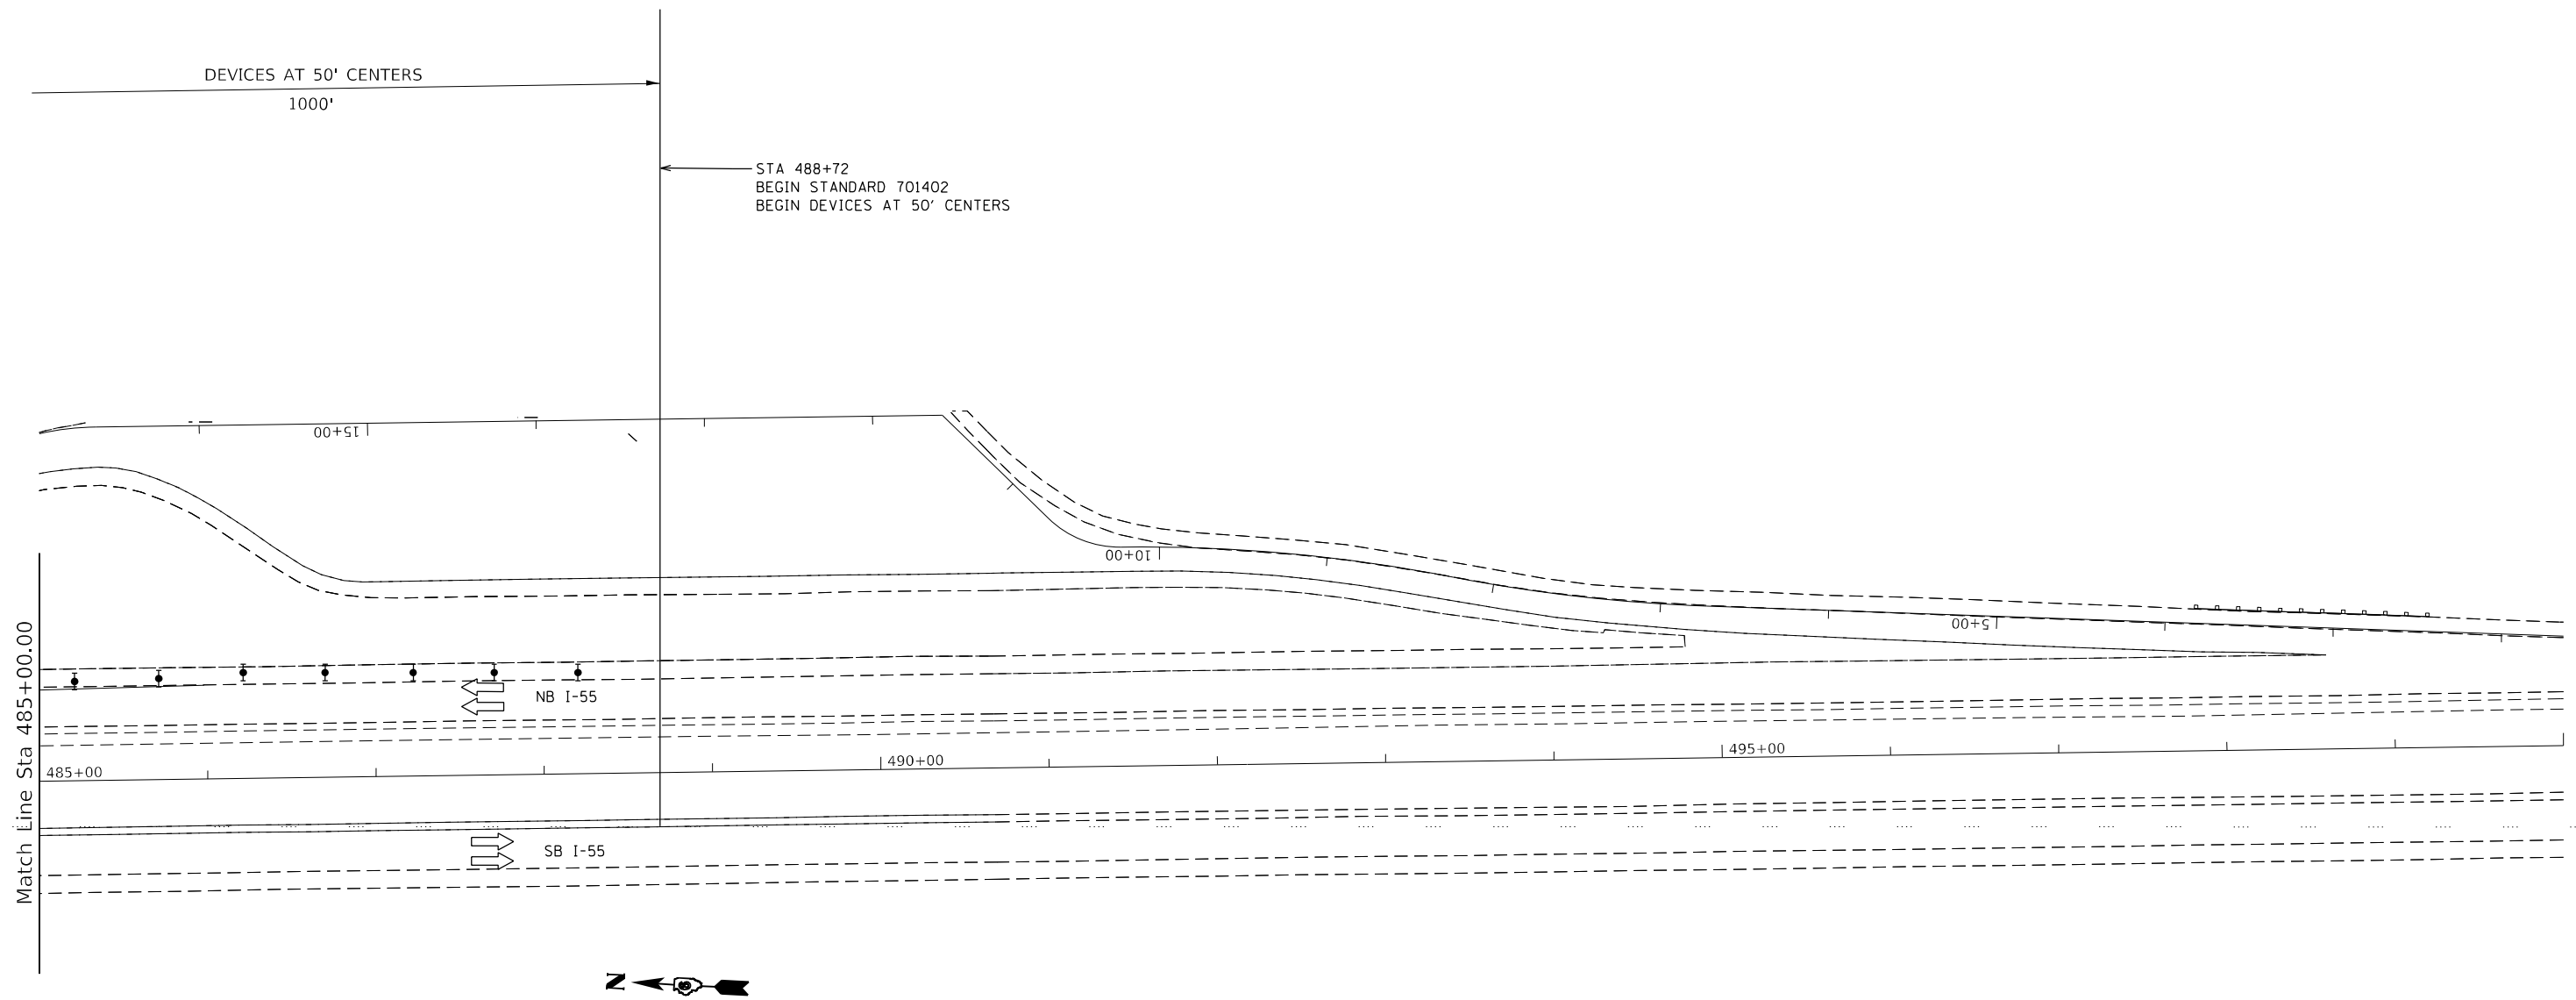 DEVICES AT 50' CENTERS
1000'
STA 488+72
BEGIN STANDARD 701402
BEGIN DEVICES AT 50' CENTERS
15+00
10+00
5+00
NB I-55
485+00
490+00
495+00
SB I-55
Match Line Sta 485+00.00
N